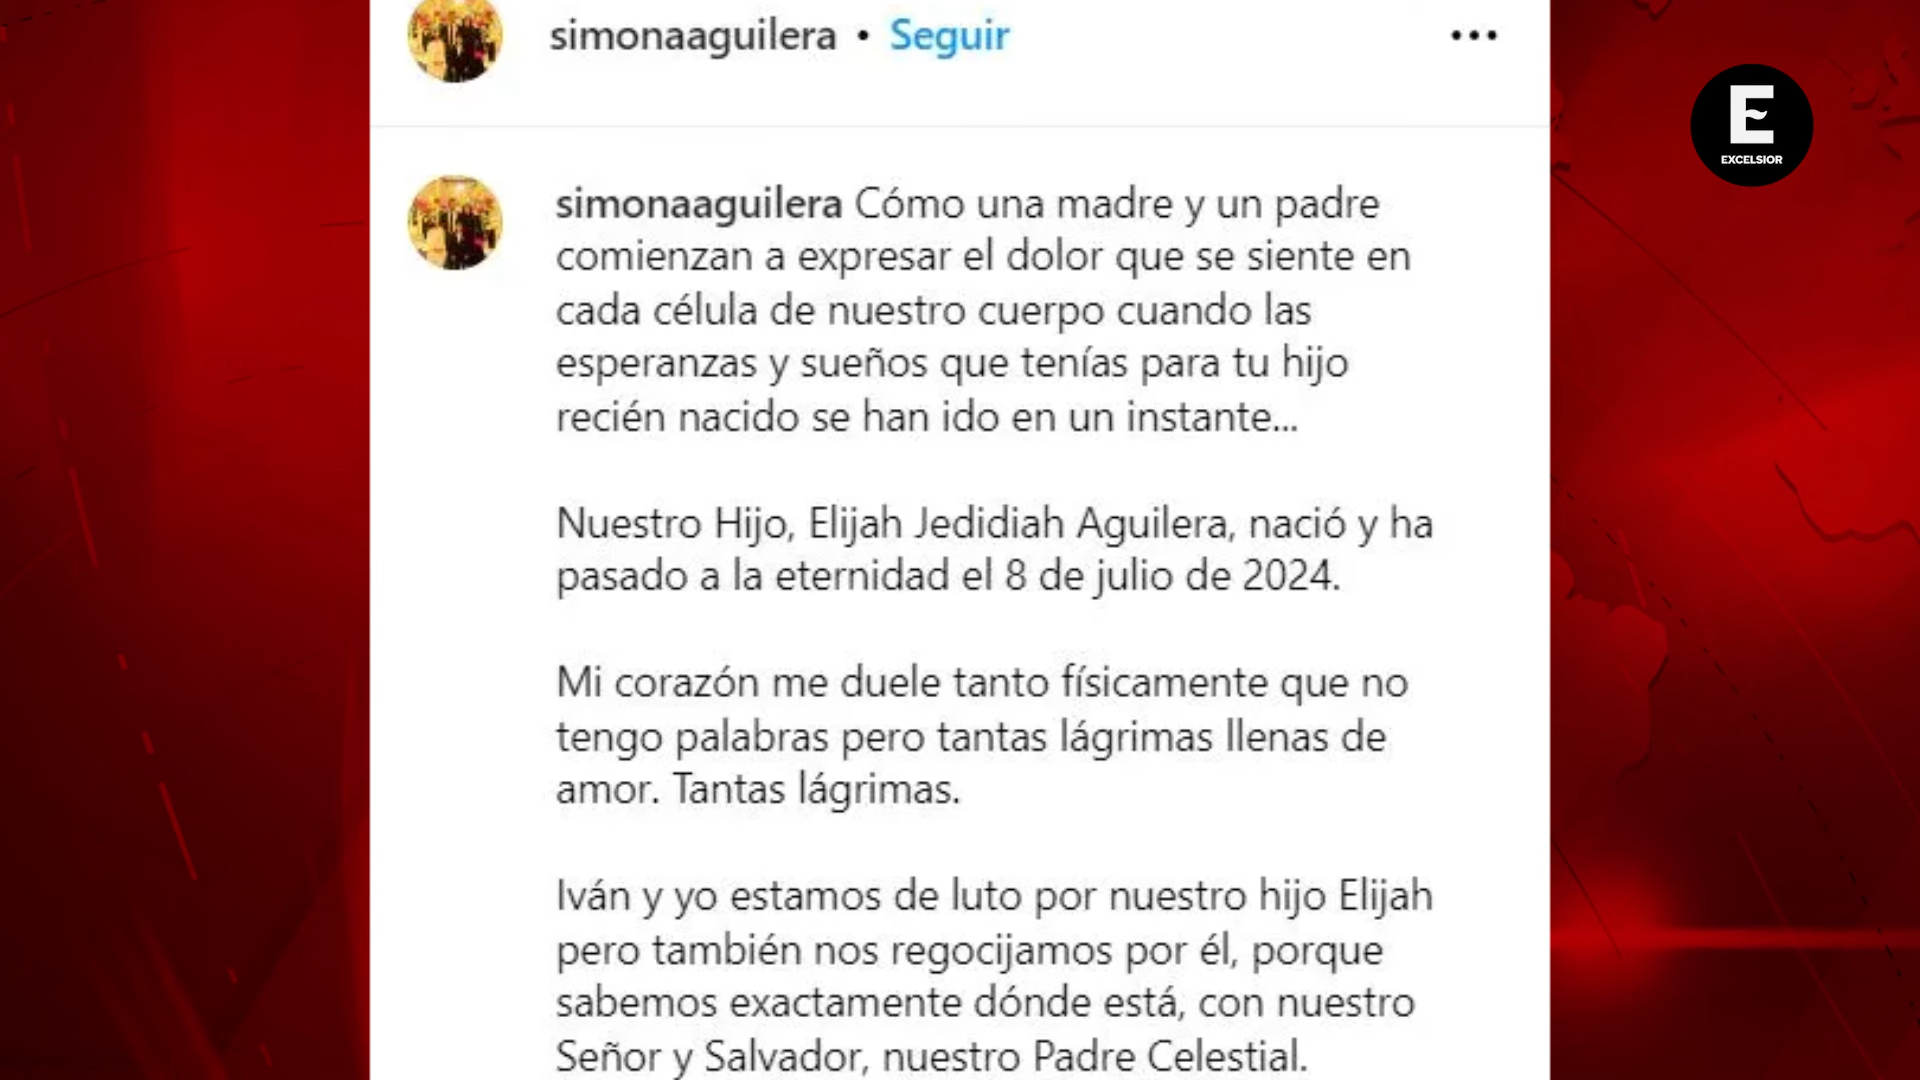 simonaaguilera • Seguir
E
EXCELSIOR
simonaaguilera Cómo una madre y un padre
comienzan a expresar el dolor que se siente en
cada célula de nuestro cuerpo cuando las
esperanzas y sueños que tenías para tu hijo
recién nacido se han ido en un instante...
Nuestro Hijo, Elijah Jedidiah Aguilera, nació y ha
pasado a la eternidad el 8 de julio de 2024.
Mi corazón me duele tanto físicamente que no
tengo palabras pero tantas lágrimas llenas de
amor. Tantas lágrimas.
Iván y yo estamos de luto por nuestro hijo Elijah
pero también nos regocijamos por él, porque
sabemos exactamente dónde está, con nuestro
Señor y Salvador, nuestro Padre Celestial.